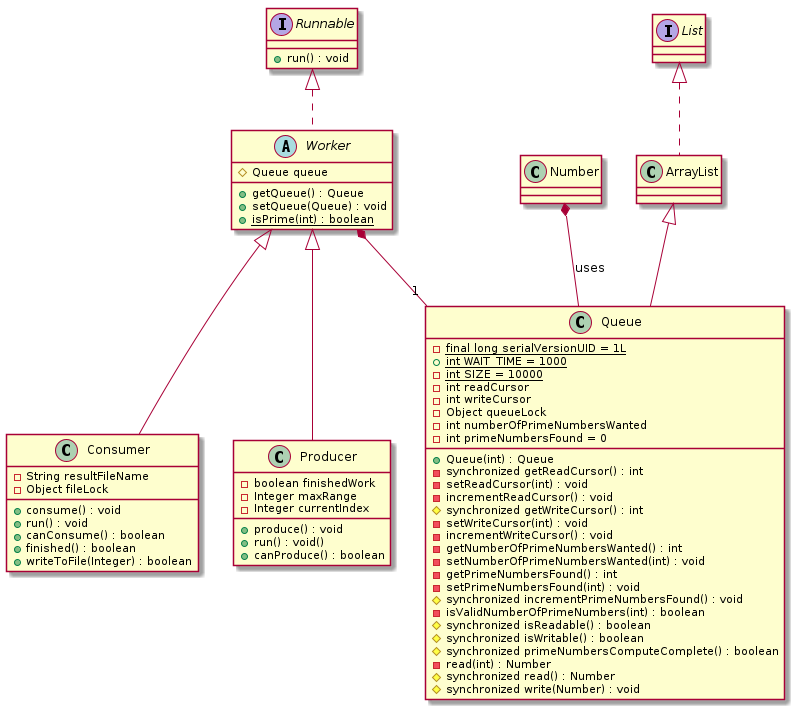 I Runnable
run() : void
I List
A Worker
Queue queue
getQueue() : Queue
setQueue(Queue) : void
isPrime(int) : boolean
C Number
C ArrayList
uses
1
C Queue
final long serialVersionUID = 1L
int WAIT_TIME = 1000
int SIZE = 10000
int readCursor
int writeCursor
Object queueLock
int numberOfPrimeNumbersWanted
int primeNumbersFound = 0
Queue(int) : Queue
synchronized getReadCursor() : int
setReadCursor(int) : void
incrementReadCursor() : void
synchronized getWriteCursor() : int
setWriteCursor(int) : void
incrementWriteCursor() : void
getNumberOfPrimeNumbersWanted() : int
setNumberOfPrimeNumbersWanted(int) : void
getPrimeNumbersFound() : int
setPrimeNumbersFound(int) : void
synchronized incrementPrimeNumbersFound() : void
isValidNumberOfPrimeNumbers(int) : boolean
synchronized isReadable() : boolean
synchronized isWritable() : boolean
synchronized primeNumbersComputeComplete() : boolean
read(int) : Number
synchronized read() : Number
synchronized write(Number) : void
C Consumer
String resultFileName
Object fileLock
consume() : void
run() : void
canConsume() : boolean
finished() : boolean
writeToFile(Integer) : boolean
C Producer
boolean finishedWork
Integer maxRange
Integer currentIndex
produce() : void
run() : void()
canProduce() : boolean